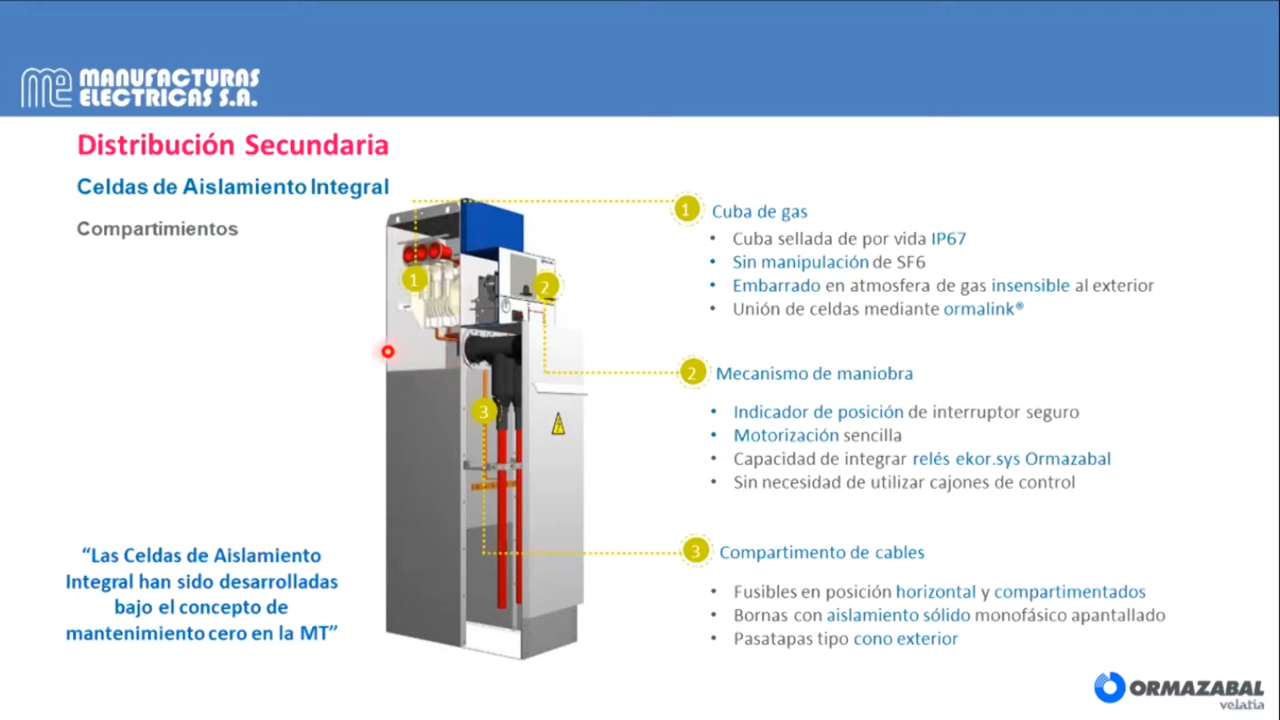 MANUFACTURAS
ELECTRICAS S.A.
Distribución Secundaria
Celdas de Aislamiento Integral
Compartimientos
1
2
3
1 Cuba de gas
• Cuba sellada de por vida IP67
• Sin manipulación de SF6
• Embarrado en atmosfera de gas insensible al exterior
• Unión de celdas mediante ormalink®
2 Mecanismo de maniobra
• Indicador de posición de interruptor seguro
• Motorización sencilla
• Capacidad de integrar relés ekor.sys Ormazabal
• Sin necesidad de utilizar cajones de control
3 Compartimento de cables
• Fusibles en posición horizontal y compartimentados
• Bornas con aislamiento sólido monofásico apantallado
• Pasatapas tipo cono exterior
“Las Celdas de Aislamiento
Integral han sido desarrolladas
bajo el concepto de
mantenimiento cero en la MT”
ORMAZABAL
velatia